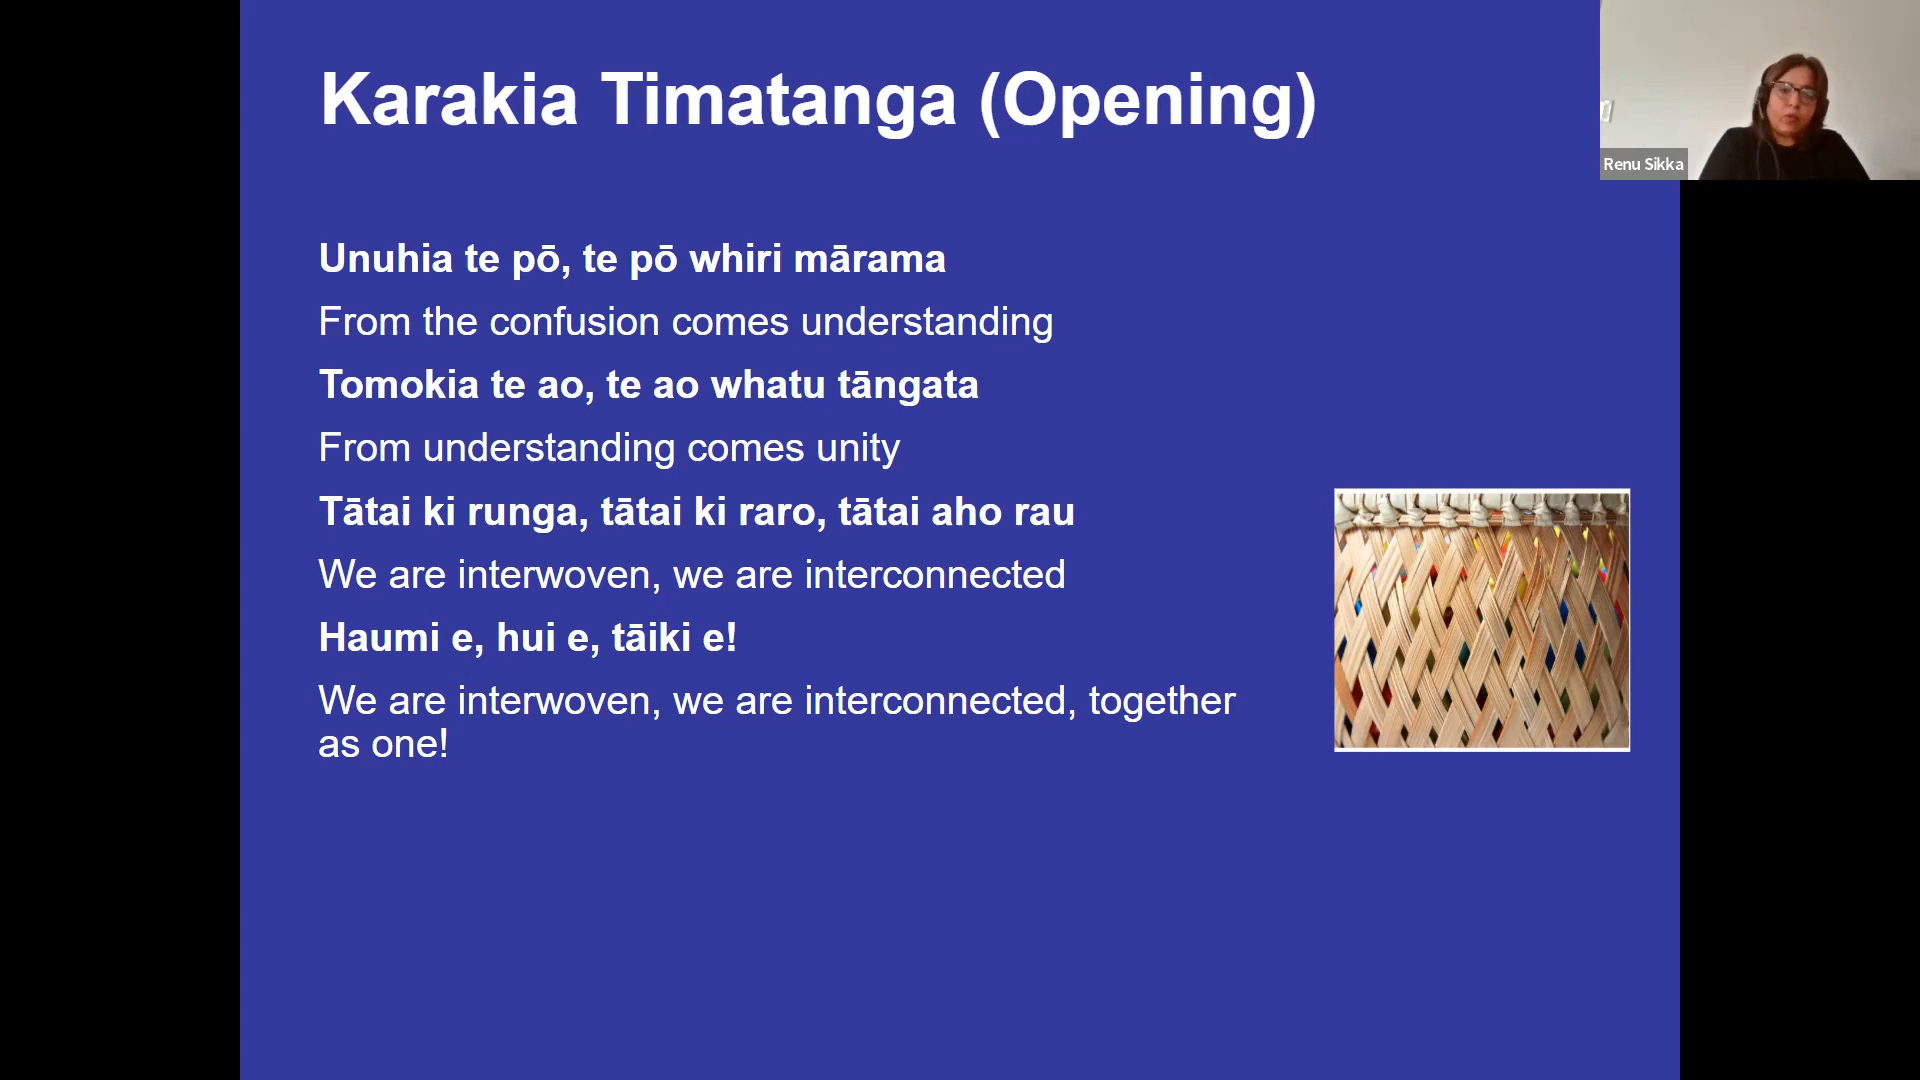 Karakia Timatanga (Opening)
Unuhia te pō, te pō whiri mārama
From the confusion comes understanding
Tomokia te ao, te ao whatu tāngata
From understanding comes unity
Tātai ki runga, tātai ki raro, tātai aho rau
We are interwoven, we are interconnected
Haumi e, hui e, tāiki e!
We are interwoven, we are interconnected, together
as one!
Renu Sikka